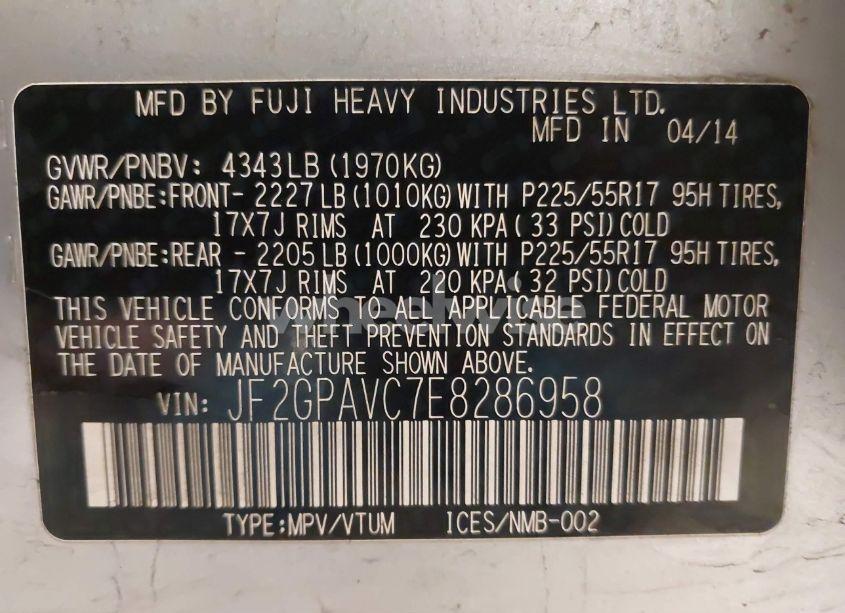 MFD BY FUJI HEAVY INDUSTRIES LTD.
MFD IN 04/14
GVWR/PNBV: 4343LB (1970KG)
GAWR/PNBE:FRONT- 2227 LB (1010KG) WITH P225/55R17 95H TIRES,
17X7J RIMS AT 230 KPA ( 33 PSI) COLD
GAWR/PNBE:REAR - 2205 LB (1000KG) WITH P225/55R17 95H TIRES,
17X7J RIMS AT 220 KPA( 32 PSI) COLD
THIS VEHICLE CONFORMS TO ALL APPLICABLE FEDERAL MOTOR
VEHICLE SAFETY AND THEFT PREVENTION STANDARDS IN EFFECT ON
THE DATE OF MANUFACTURE SHOWN ABOVE.
VIN: JF2GPAVC7E8286958
TYPE:MPV/VTUM ICES/NMB-002